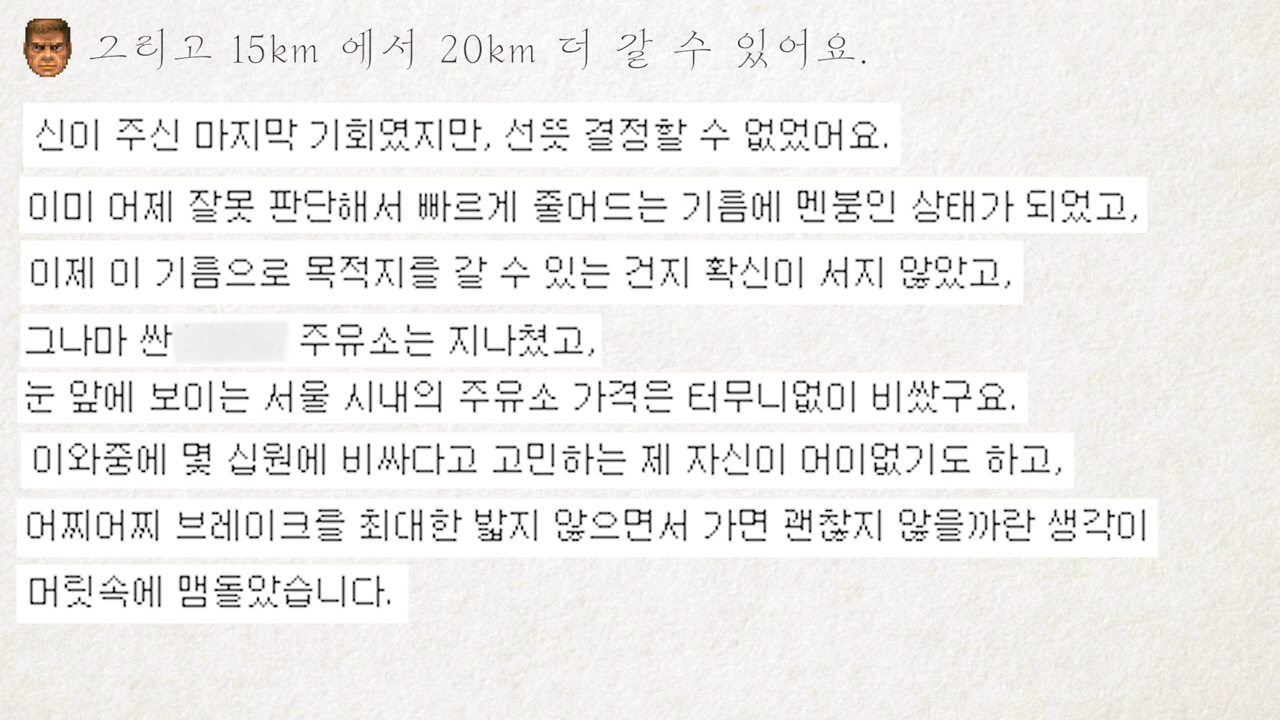 그리고 15km 에서 20km 더 갈 수 있어요.
신이 주신 마지막 기회였지만, 선뜻 결정할 수 없었어요.
이미 어제 잘못 판단해서 빠르게 줄어드는 기름에 멘붕인 상태가 되었고,
이제 이 기름으로 목적지를 갈 수 있는 건지 확신이 서지 않았고,
그나마 싼 주유소는 지나쳤고,
눈 앞에 보이는 서울 시내의 주유소 가격은 터무니없이 비쌌구요.
이와중에 몇 십원에 비싸다고 고민하는 제 자신이 어이없기도 하고,
어찌어찌 브레이크를 최대한 밟지 않으면서 가면 괜찮지 않을까란 생각이
머릿속에 맴돌았습니다.